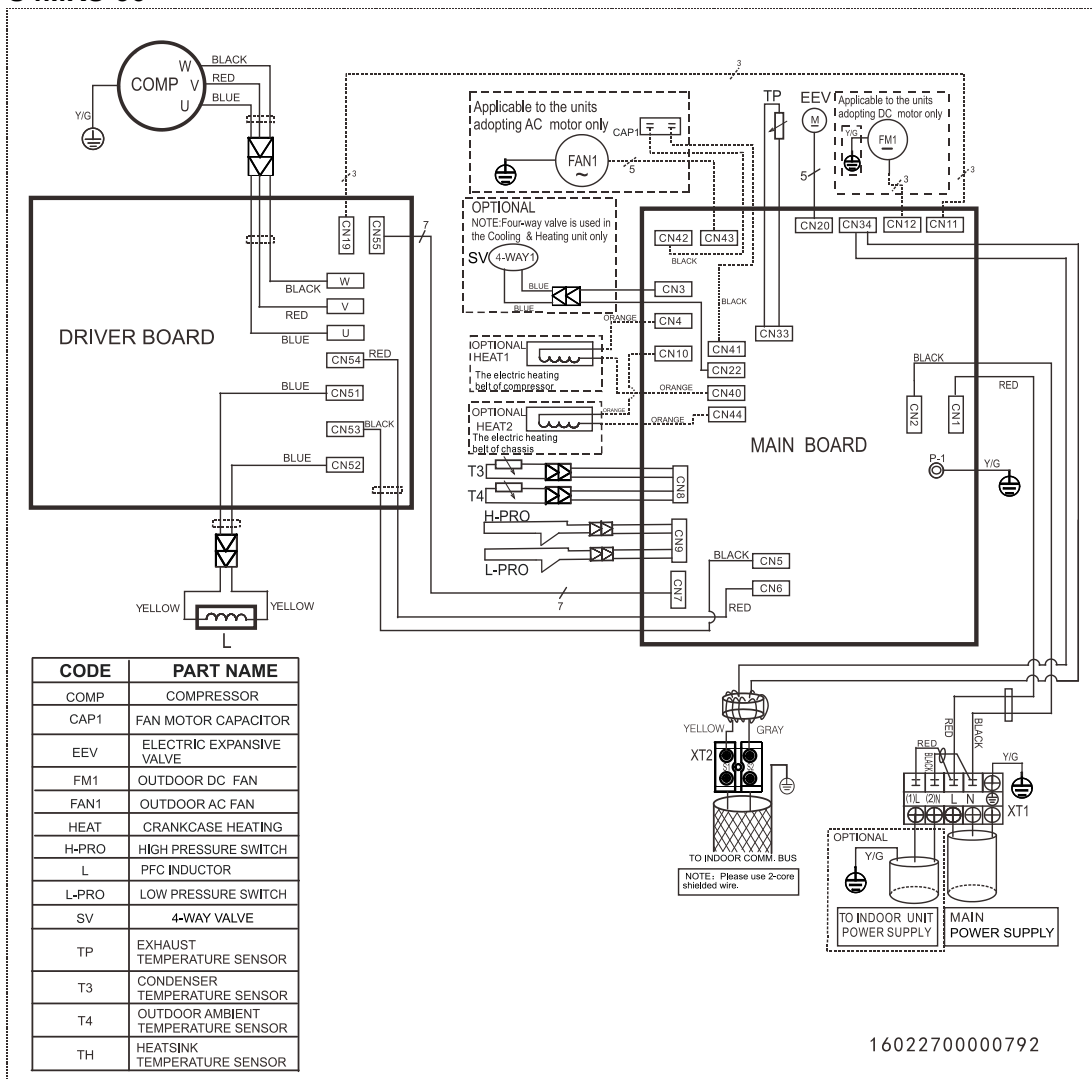 COMP
W
V
U
BLACK
RED
BLUE
Y/G
3
3
3
7
Applicable to the units
adopting AC motor only
CAP1
FAN1
~
5
TP
EEV
M
5
Applicable to the units
adopting DC motor only
Y/G
FM1
3
OPTIONAL
NOTE:Four-way valve is used in
the Cooling & Heating unit only
SV
4-WAY1
BLUE
BLUE
DRIVER BOARD
CN19
CN55
W
BLACK
V
RED
U
BLUE
CN54
RED
CN51
BLUE
CN53
BLACK
CN52
BLUE
YELLOW
YELLOW
L
MAIN BOARD
CN42
CN43
BLACK
CN20
CN34
CN12
CN11
CN3
CN4
ORANGE
CN10
CN41
BLACK
CN22
CN40
ORANGE
CN44
ORANGE
ORANGE
CN33
CN2
CN1
BLACK
RED
P-1
Y/G
OPTIONAL
HEAT1
The electric heating
belt of compressor
OPTIONAL
HEAT2
The electric heating
belt of chassis
T3
T4
CN8
H-PRO
L-PRO
CN9
CN7
7
BLACK
CN5
CN6
RED
YELLOW
GRAY
XT2
TO INDOOR COMM. BUS
NOTE: Please use 2-core
shielded wire.
RED
BLACK
RED
BLACK
Y/G
(1)L (2)N L N
XT1
OPTIONAL
Y/G
TO INDOOR UNIT
POWER SUPPLY
MAIN
POWER SUPPLY
CODE PART NAME
COMP COMPRESSOR
CAP1 FAN MOTOR CAPACITOR
EEV ELECTRIC EXPANSIVE
VALVE
FM1 OUTDOOR DC FAN
FAN1 OUTDOOR AC FAN
HEAT CRANKCASE HEATING
H-PRO HIGH PRESSURE SWITCH
L PFC INDUCTOR
L-PRO LOW PRESSURE SWITCH
SV 4-WAY VALVE
TP EXHAUST
TEMPERATURE SENSOR
T3 CONDENSER
TEMPERATURE SENSOR
T4 OUTDOOR AMBIENT
TEMPERATURE SENSOR
TH HEATSINK
TEMPERATURE SENSOR
16022700000792